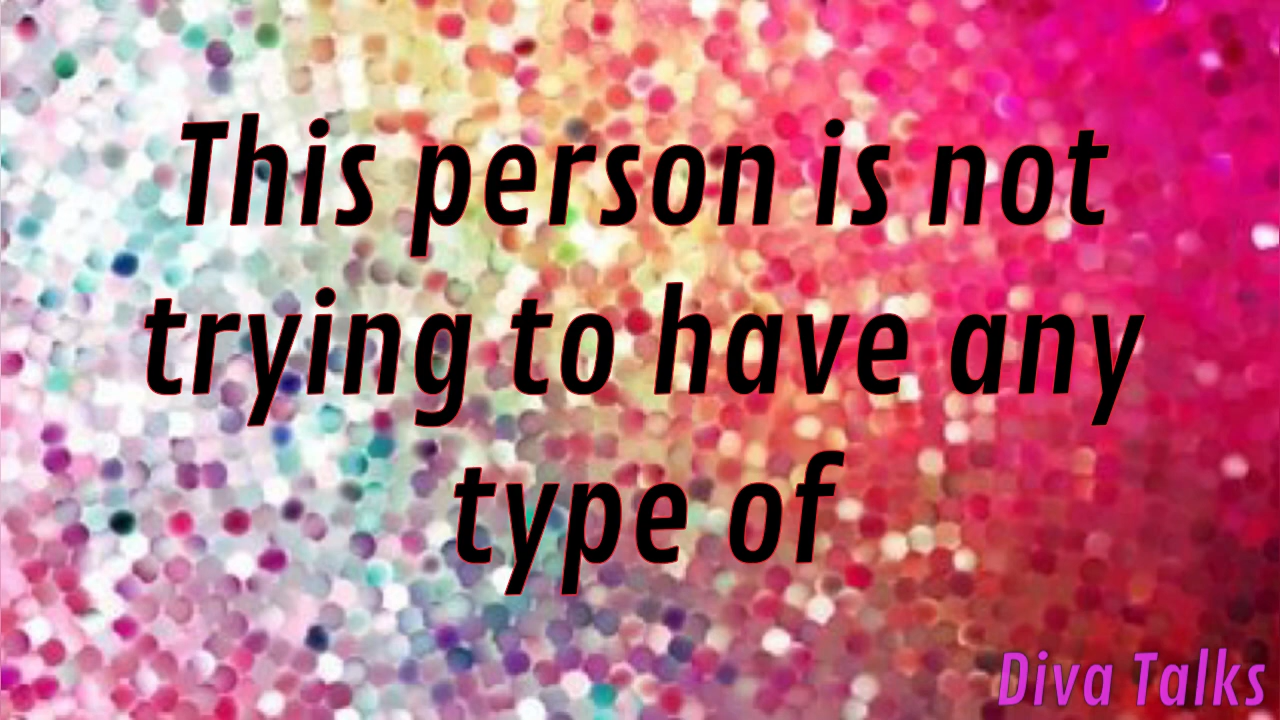 This person is not
trying to have any
type of
Diva Talks